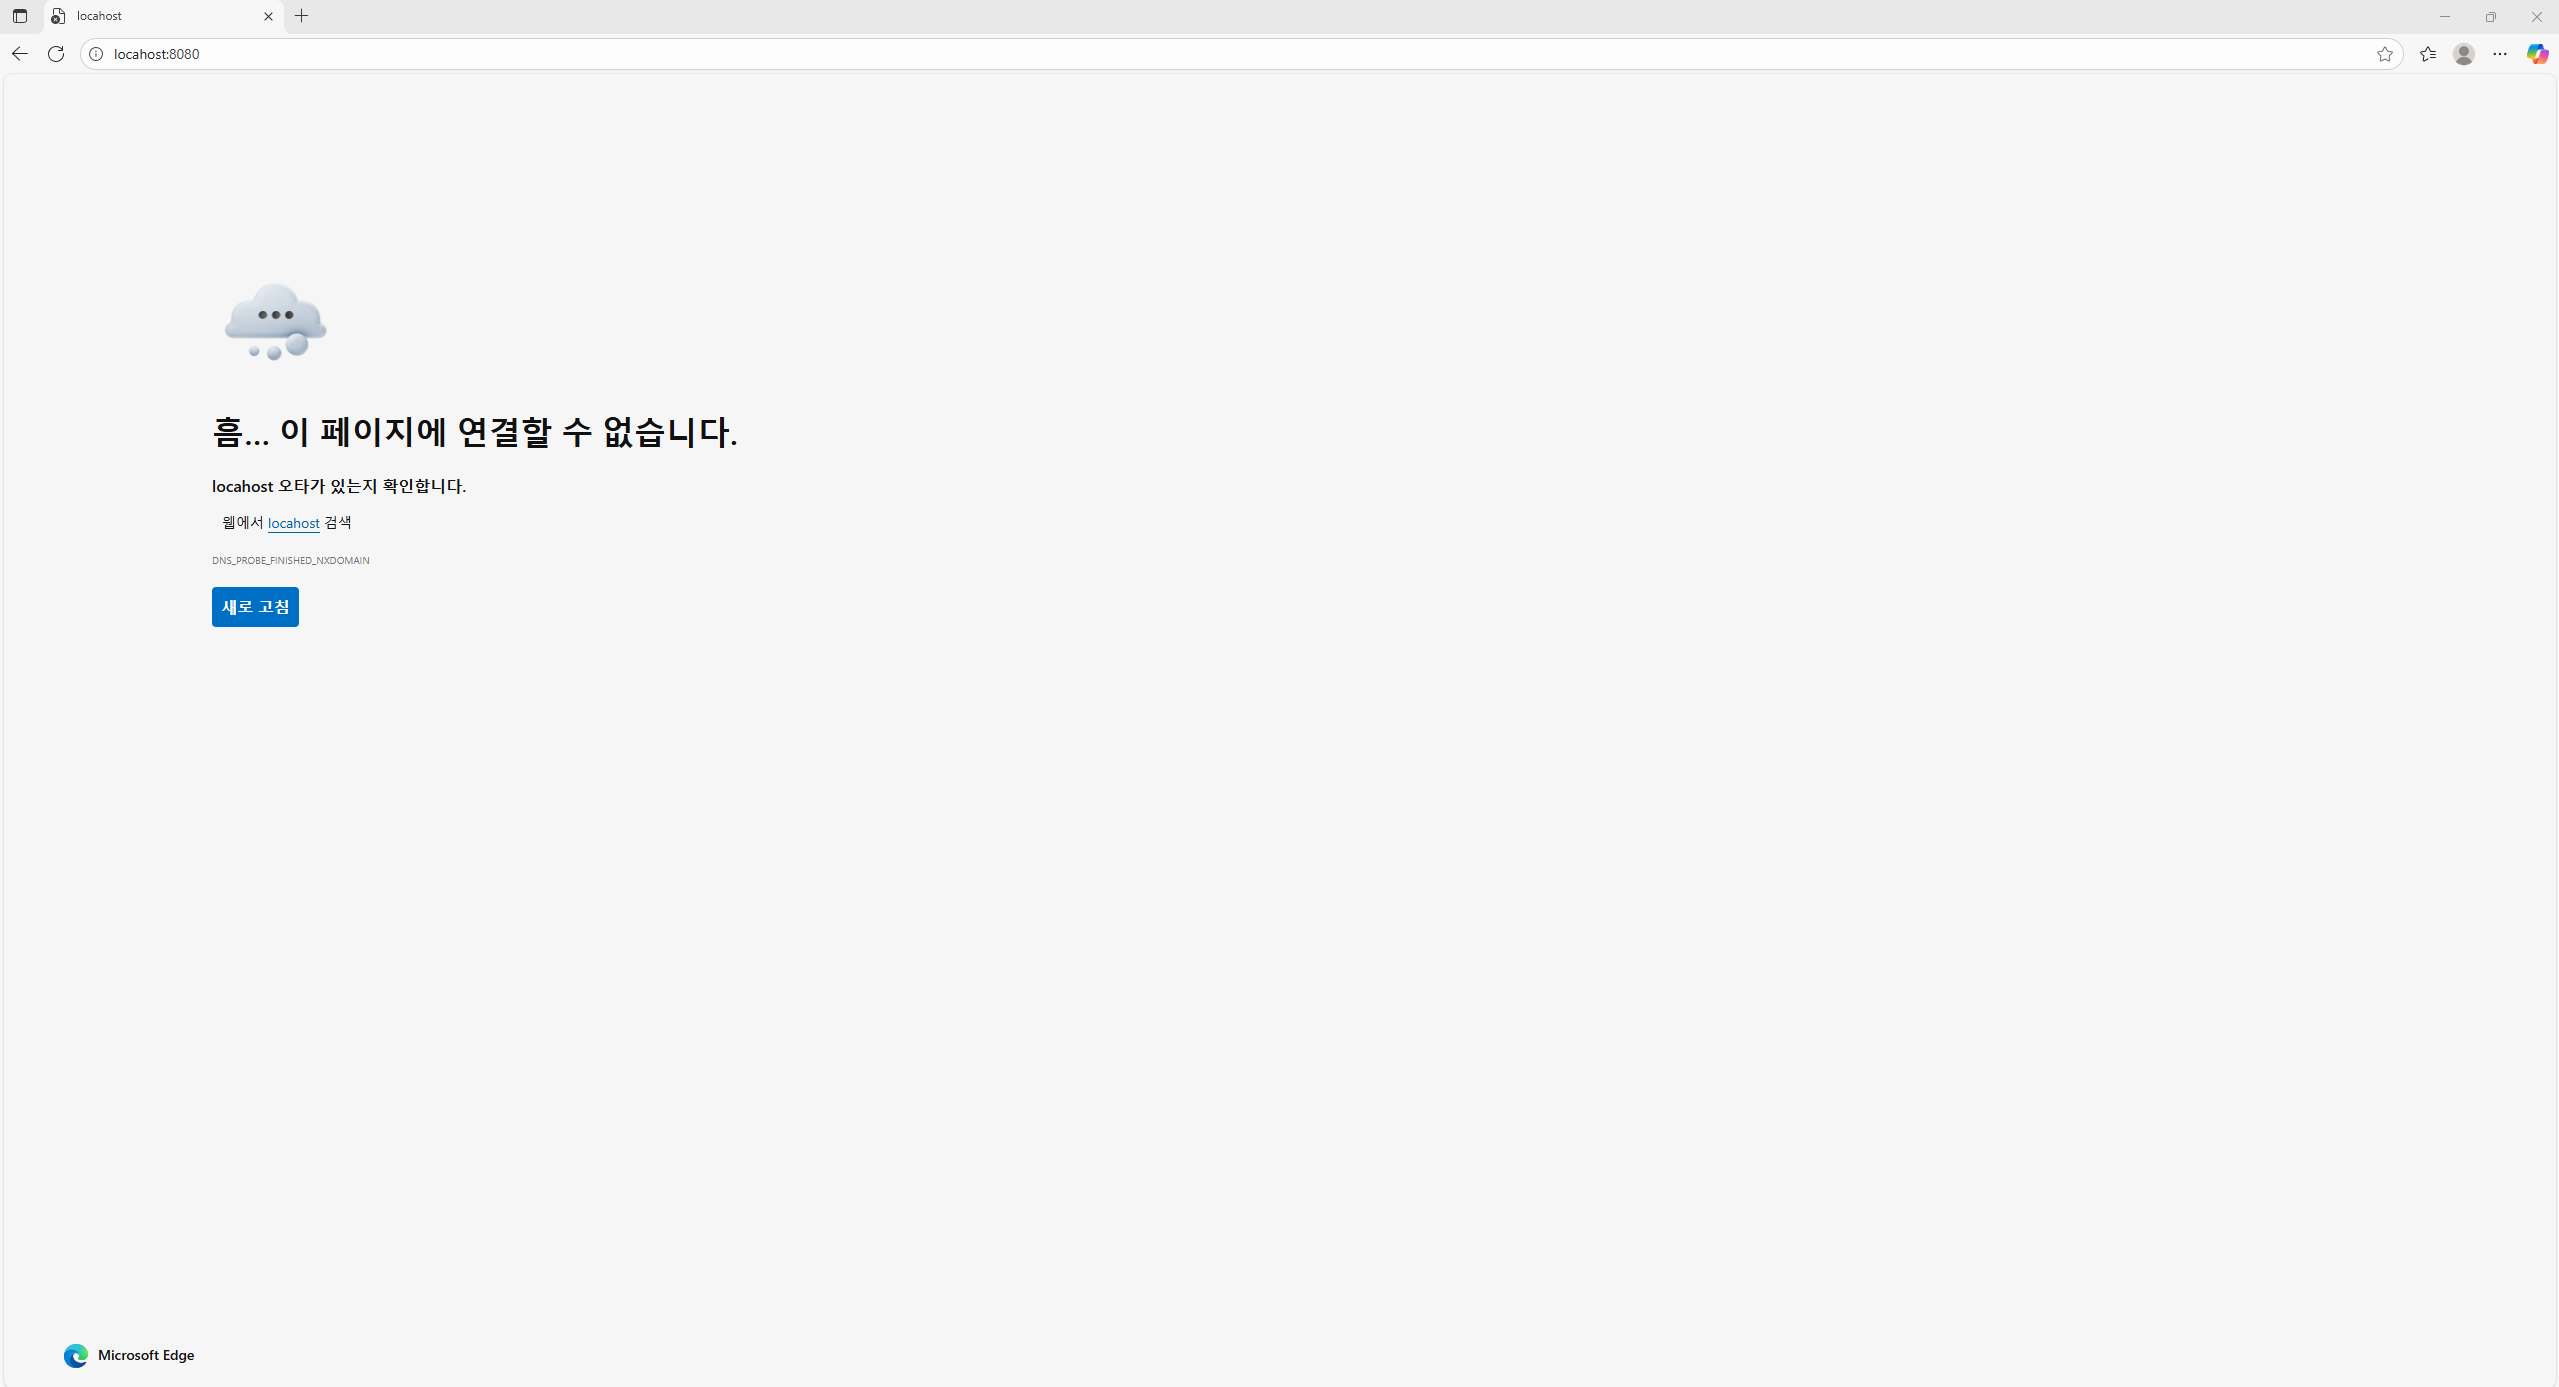 locahost
locahost:8080
흠... 이 페이지에 연결할 수 없습니다.
locahost 오타가 있는지 확인합니다.
웹에서 locahost 검색
DNS_PROBE_FINISHED_NXDOMAIN
새로 고침
Microsoft Edge